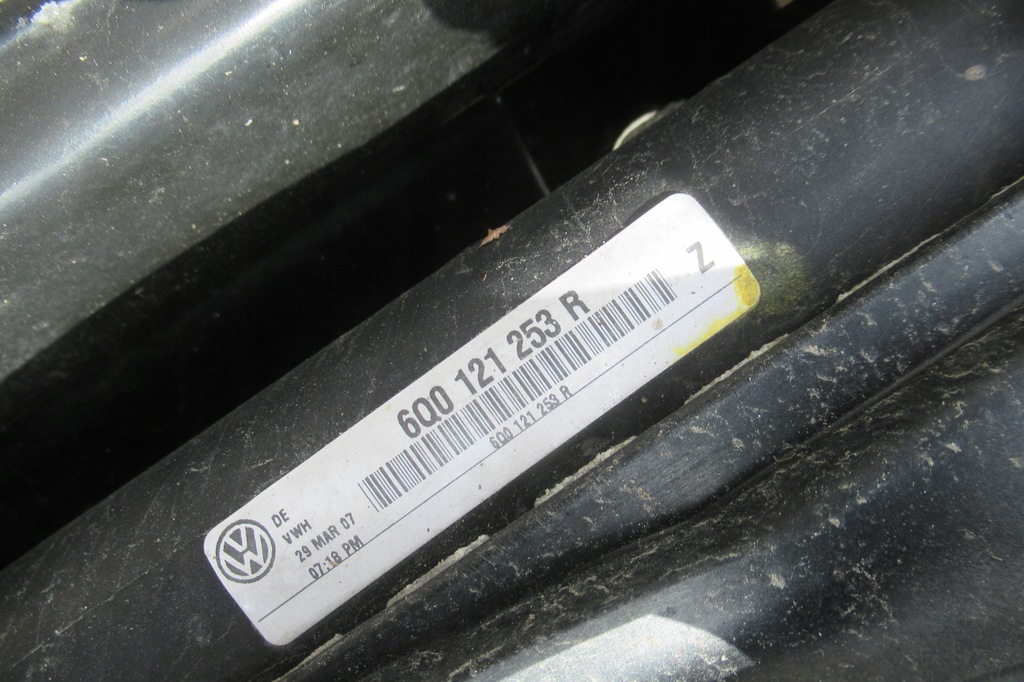 6Q0 121 253 R
Z
6Q0 121 253 R
DE
VWH
29 MAR 07
07:18 PM